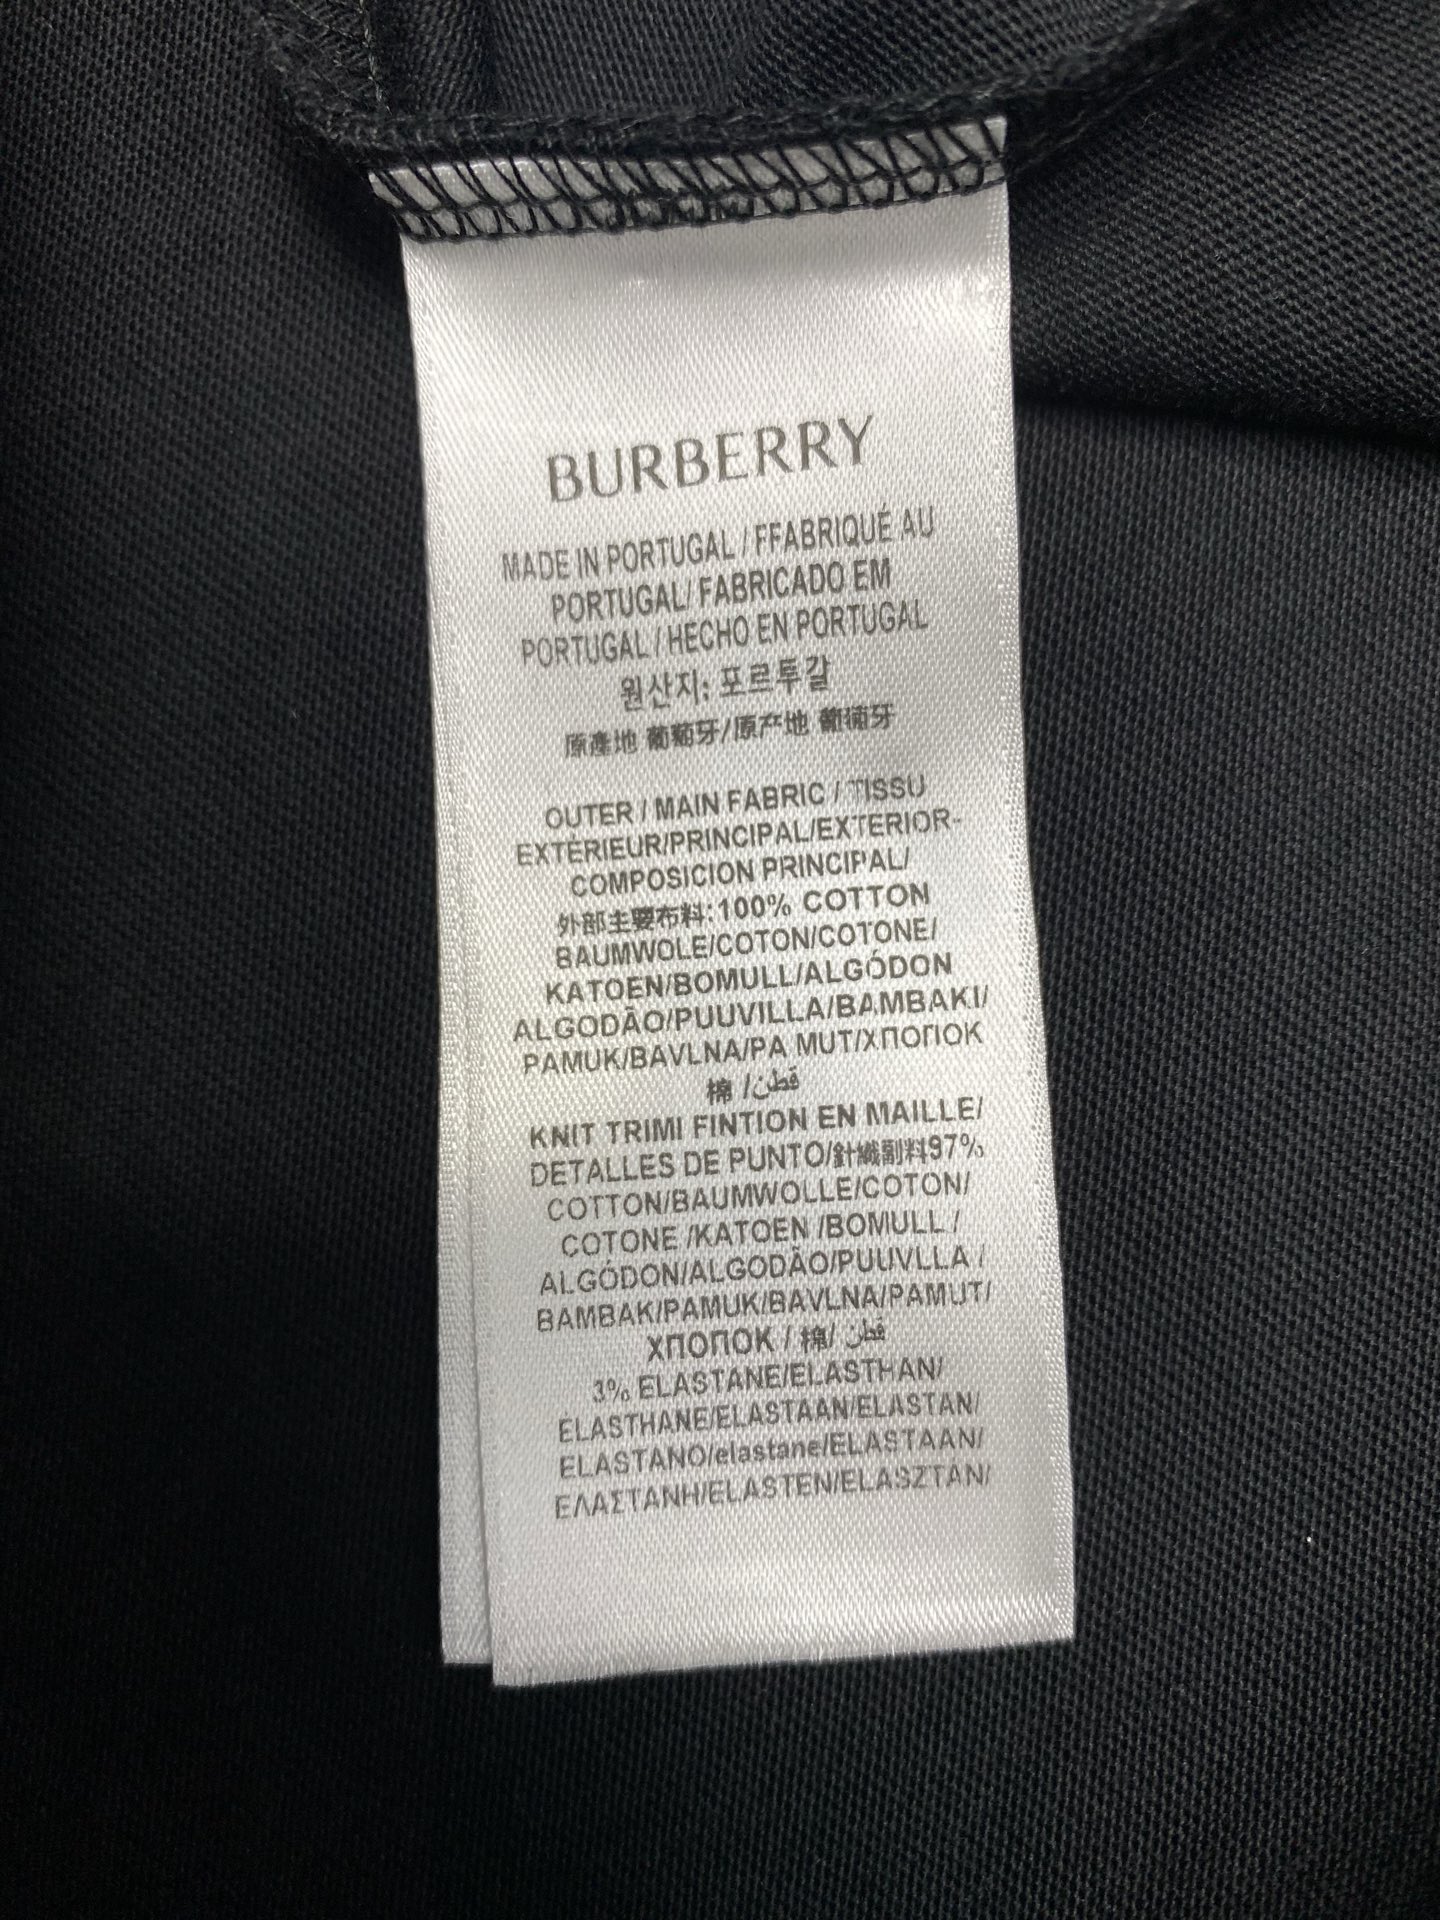 BURBERRY
MADE IN PORTUGAL / FFABRIQUÉ AU
PORTUGAL/ FABRICADO EM
PORTUGAL / HECHO EN PORTUGAL
원산지: 포르투갈
原產地 葡萄牙/原产地 葡萄牙
OUTER / MAIN FABRIC / TISSU
EXTÉRIEUR/PRINCIPAL/EXTERIOR-
COMPOSICION PRINCIPAL/
外部主要布料:100% COTTON
BAUMWOLE/COTON/COTONE/
KATOEN/BOMULL/ALGÓDON
ALGODÃO/PUUVILLA/BAMBAKI/
PAMUK/BAVLNA/PA MUT/ХПОПОК
棉 /قطن
KNIT TRIMI FINTION EN MAILLE/
DETALLES DE PUNTO/針織副料97%
COTTON/BAUMWOLLE/COTON/
COTONE /KATOEN /BOMULL /
ALGÓDON/ALGODÃO/PUUVLLA /
BAMBAK/PAMUK/BAVLNA/PAMUT/
ХПОПОК / 棉/ قطن
3% ELASTANE/ELASTHAN/
ÉLASTHANE/ELASTAAN/ELASTAN/
ELASTANO/elastane/ELASTAAN/
ΕΛΑΣΤΑΝΗ/ELASTEN/ELASZTAN/